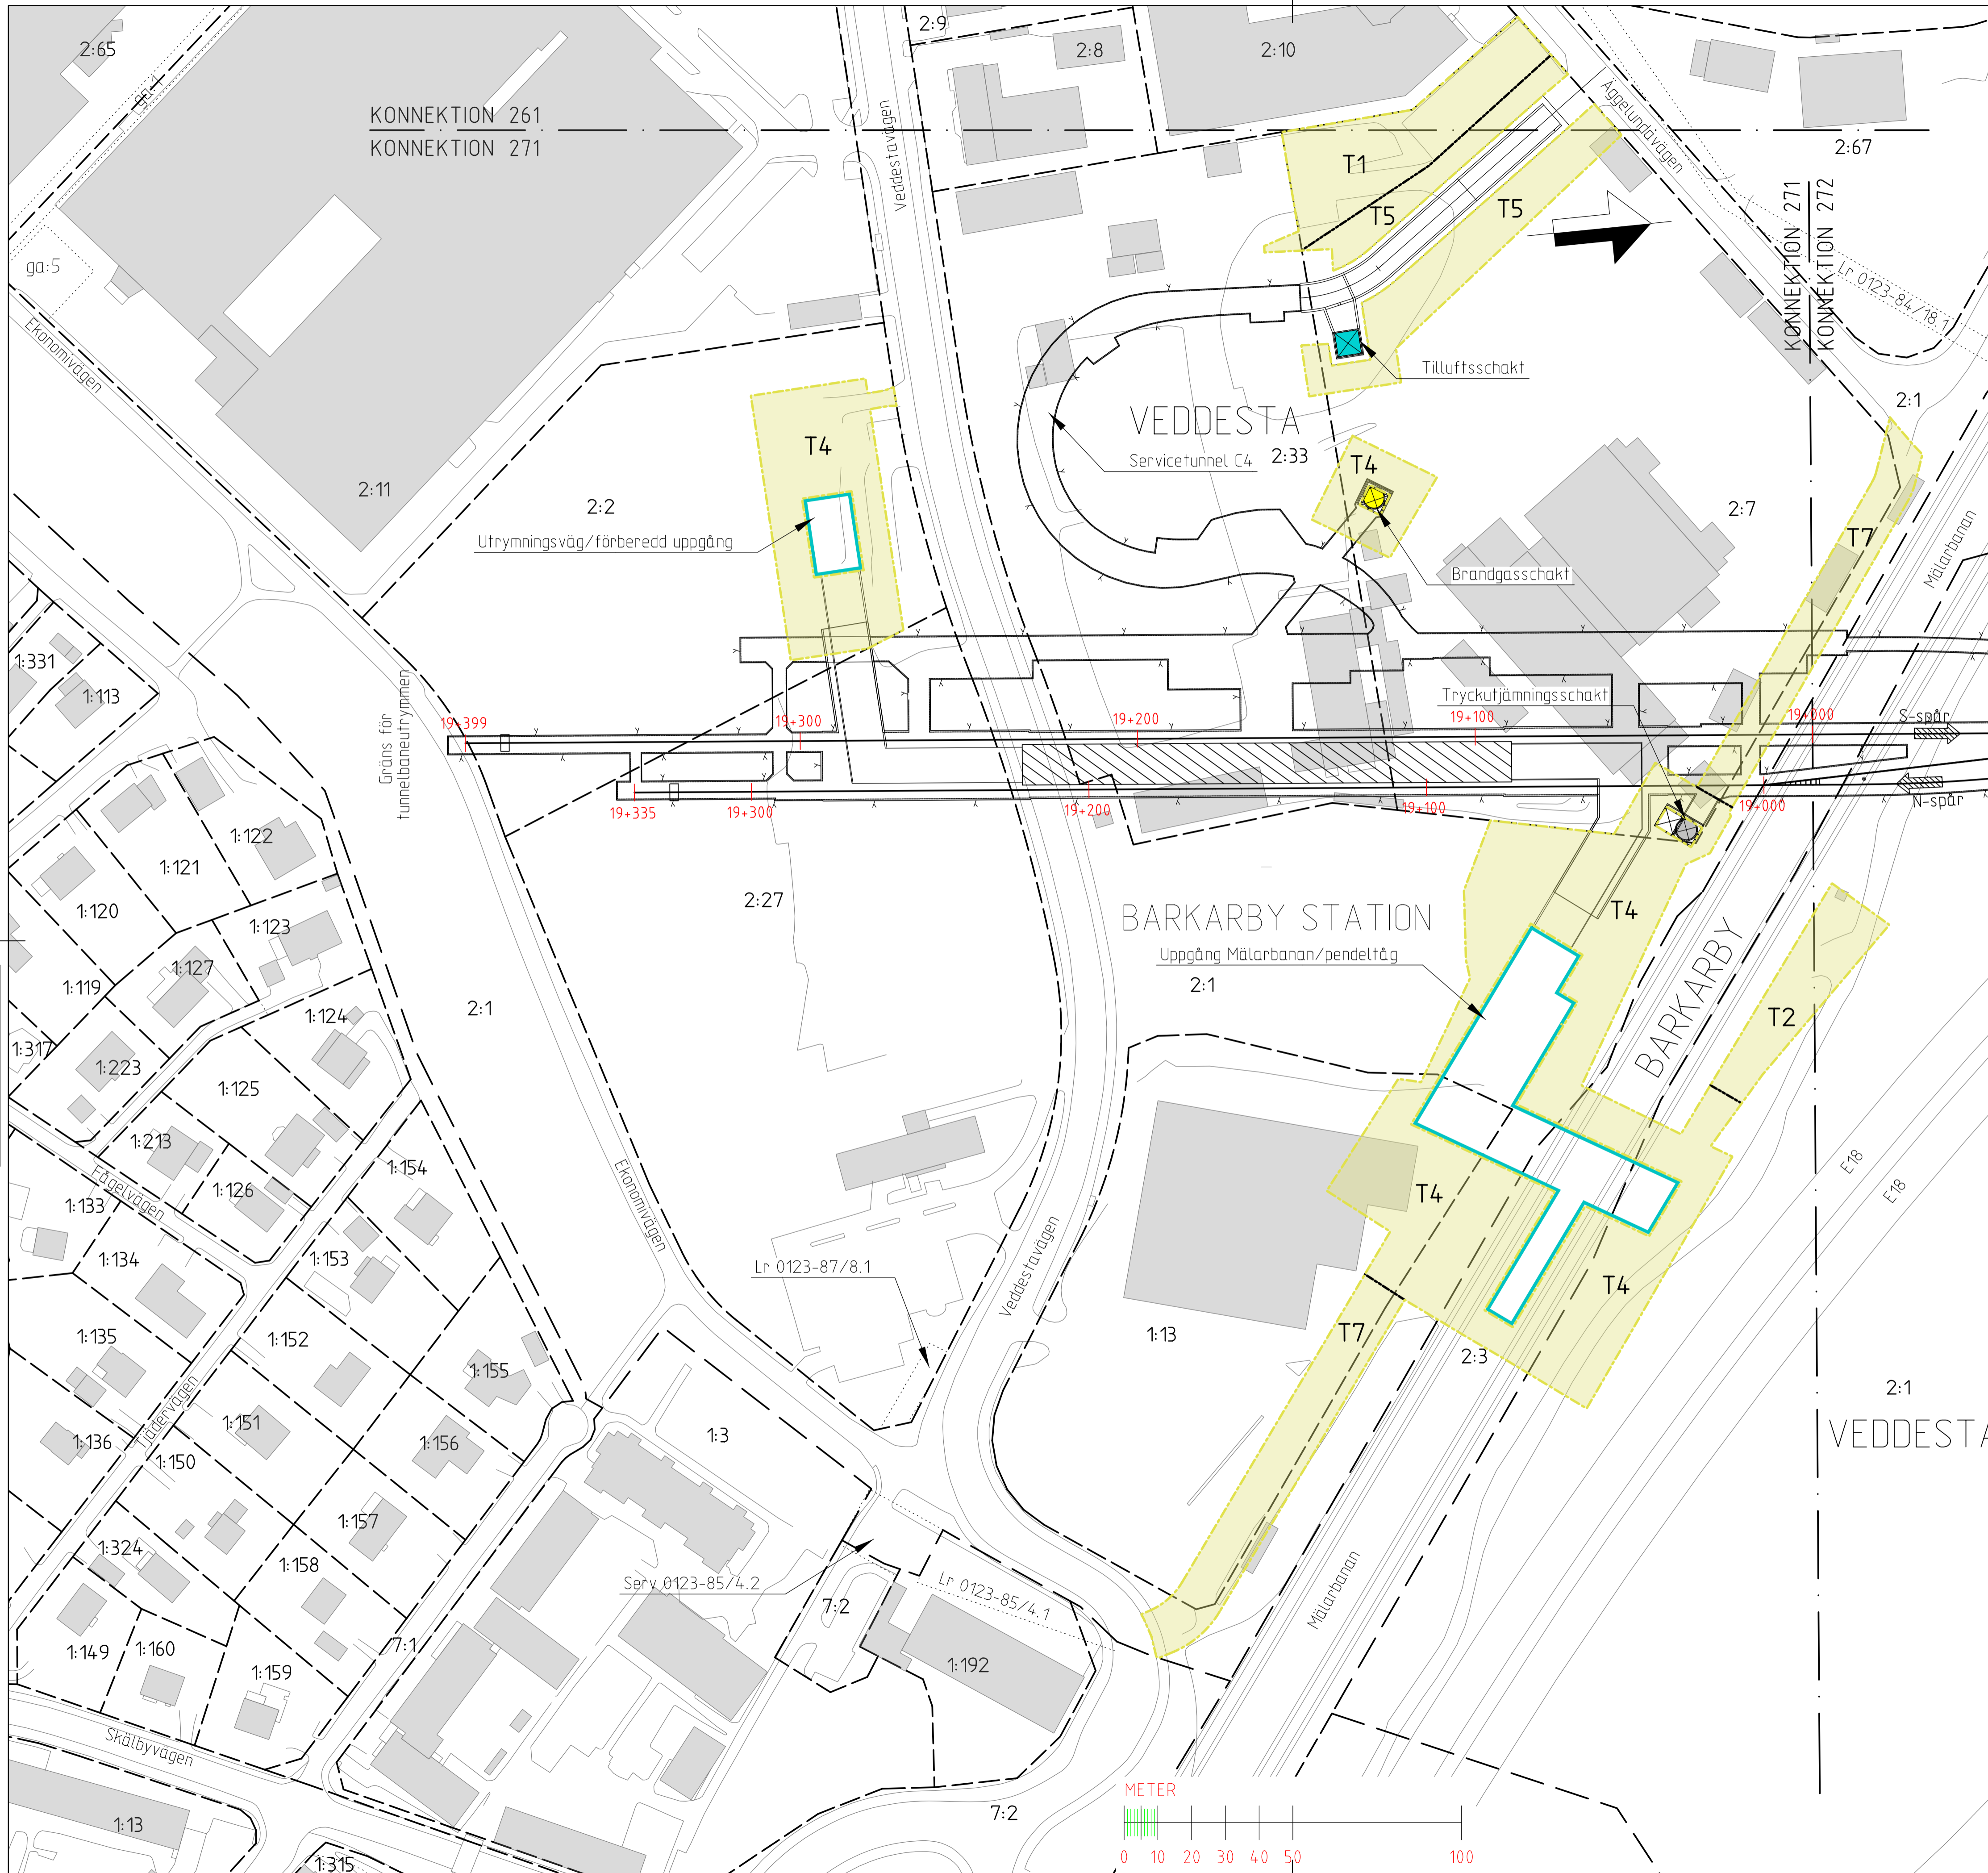 2:65
2:9
2:8
2:10
ga:1
KONNEKTION 261
KONNEKTION 271
Veddestavägen
Äggelundavägen
2:67
T1
T5
T5
KONNEKTION 271
KONNEKTION 272
ga:5
Lr 0123-84/18.1
Ekonomivägen
Tilluftsschakt
2:1
VEDDESTA
Servicetunnel C4
2:33
T4
T4
2:11
2:2
2:7
Utrymningsväg/förberedd uppgång
T7
Mälarbanan
Brandgasschakt
1:331
1:113
Gräns för
tunnelbaneutrymmen
Tryckutjämningsschakt
19+399
19+300
19+200
19+100
19+000
S-spår
19+335
19+300
19+200
19+100
19+000
N-spår
1:122
1:121
1:120
1:123
2:27
BARKARBY STATION
Uppgång Mälarbanan/pendeltåg
2:1
T4
BARKARBY
T2
1:127
1:119
1:124
2:1
1:317
1:223
1:125
1:213
1:154
1:126
Fågelvägen
1:133
Ekonomivägen
E18
E18
T4
1:134
1:153
Lr 0123-87/8.1
Veddestavägen
T4
1:135
1:152
1:13
T7
2:3
1:155
2:1
VEDDESTA
Tjädervägen
1:136
1:151
1:156
1:3
1:150
1:157
1:324
1:158
Serv 0123-85/4.2
Lr 0123-85/4.1
7:2
Mälarbanan
1:149
1:160
1:159
7:1
1:192
Skälbyvägen
1:13
7:2
1:315
METER
0 10 20 30 40 50 100